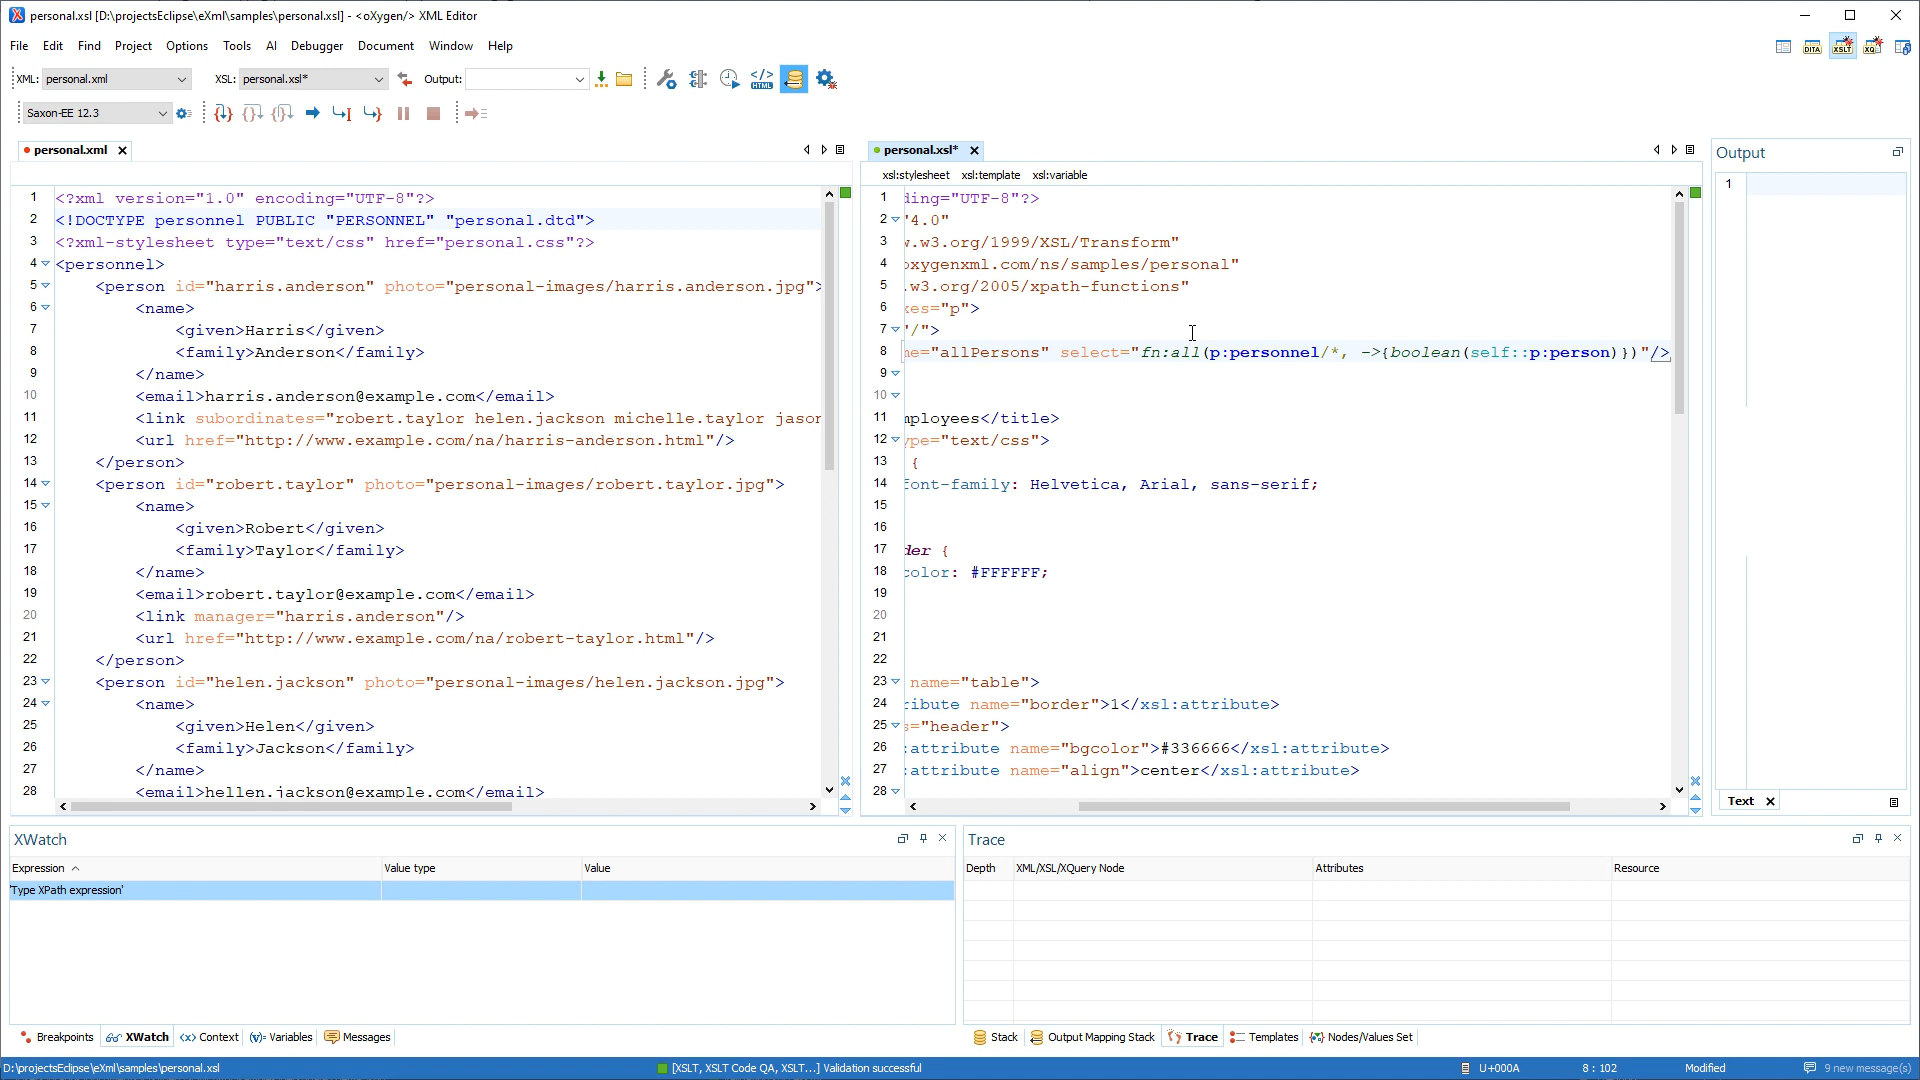 personal.xsl [D:\projectsEclipse\eXml\samples\personal.xsl] - <oXygen/> XML Editor
File Edit Find Project Options Tools AI Debugger Document Window Help
DITA XSLT XQ
XML: personal.xml XSL: personal.xsl* Output: </> HTML
Saxon-EE 12.3
personal.xml
1 <?xml version="1.0" encoding="UTF-8"?>
2 <!DOCTYPE personnel PUBLIC "PERSONNEL" "personal.dtd">
3 <?xml-stylesheet type="text/css" href="personal.css"?>
4 <personnel>
5 <person id="harris.anderson" photo="personal-images/harris.anderson.jpg">
6 <name>
7 <given>Harris</given>
8 <family>Anderson</family>
9 </name>
10 <email>harris.anderson@example.com</email>
11 <link subordinates="robert.taylor helen.jackson michelle.taylor jason
12 <url href="http://www.example.com/na/harris-anderson.html"/>
13 </person>
14 <person id="robert.taylor" photo="personal-images/robert.taylor.jpg">
15 <name>
16 <given>Robert</given>
17 <family>Taylor</family>
18 </name>
19 <email>robert.taylor@example.com</email>
20 <link manager="harris.anderson"/>
21 <url href="http://www.example.com/na/robert-taylor.html"/>
22 </person>
23 <person id="helen.jackson" photo="personal-images/helen.jackson.jpg">
24 <name>
25 <given>Helen</given>
26 <family>Jackson</family>
27 </name>
28 <email>hellen.jackson@example.com</email>
personal.xsl*
xsl:stylesheet xsl:template xsl:variable
1 ding="UTF-8"?>
2 "4.0"
3 w.w3.org/1999/XSL/Transform"
4 oxygenxml.com/ns/samples/personal"
5 .w3.org/2005/xpath-functions"
6 xes="p">
7 "/">
8 me="allPersons" select="fn:all(p:personnel/*, ->{boolean(self::p:person)})"/>
9
10
11 mployees</title>
12 ype="text/css">
13 {
14 font-family: Helvetica, Arial, sans-serif;
15
16
17 der {
18 color: #FFFFFF;
19
20
21
22
23 name="table">
24 ribute name="border">1</xsl:attribute>
25 s="header">
26 :attribute name="bgcolor">#336666</xsl:attribute>
27 :attribute name="align">center</xsl:attribute>
28
Output
1
Text
XWatch
Expression Value type Value
'Type XPath expression'
Breakpoints XWatch Context Variables Messages
Trace
Depth XML/XSL/XQuery Node Attributes Resource
Stack Output Mapping Stack Trace Templates Nodes/Values Set
D:\projectsEclipse\eXml\samples\personal.xsl [XSLT, XSLT Code QA, XSLT...] Validation successful U+000A 8 : 102 Modified 9 new message(s)